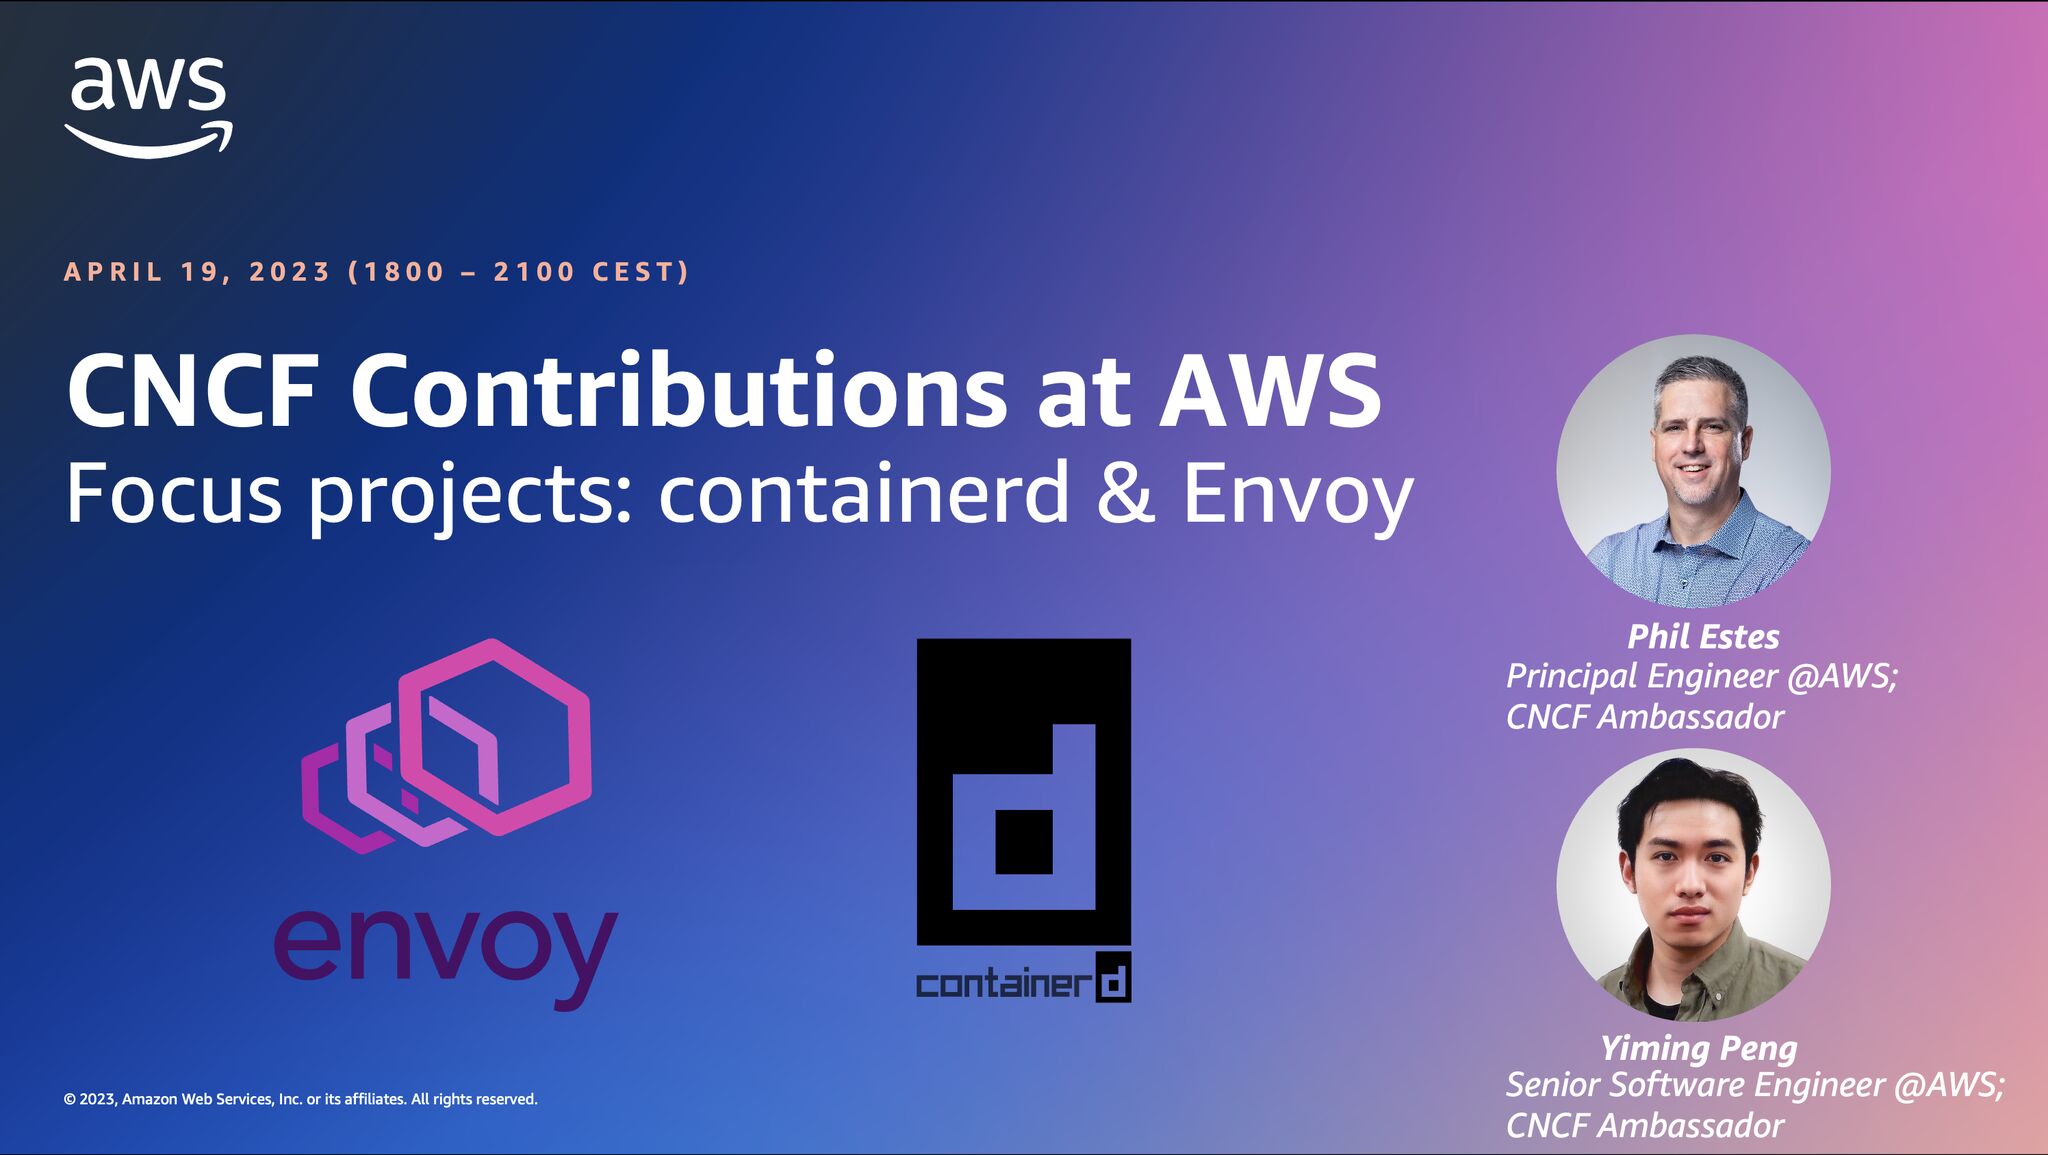 aws
APRIL 19, 2023 (1800 – 2100 CEST)
CNCF Contributions at AWS
Focus projects: containerd & Envoy
Phil Estes
Principal Engineer @AWS;
CNCF Ambassador
envoy
d
containerd
Yiming Peng
Senior Software Engineer @AWS;
CNCF Ambassador
© 2023, Amazon Web Services, Inc. or its affiliates. All rights reserved.